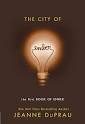 THE CITY OF
ember
the first BOOK OF EMBER
JEANNE DUPRAU